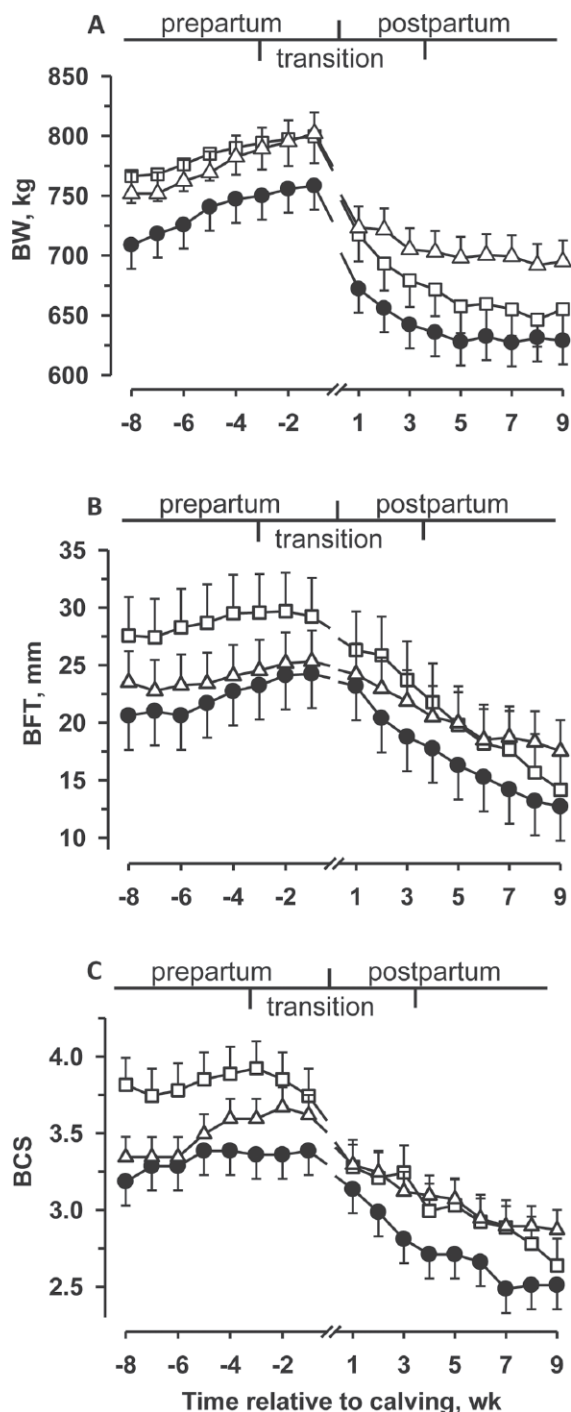 A prepartum postpartum
transition
850
800
750
700
650
600
BW, kg
-8 -6 -4 -2 1 3 5 7 9
B prepartum postpartum
transition
35
30
25
20
15
10
BFT, mm
-8 -6 -4 -2 1 3 5 7 9
C prepartum postpartum
transition
4.0
3.5
3.0
2.5
BCS
-8 -6 -4 -2 1 3 5 7 9
Time relative to calving, wk